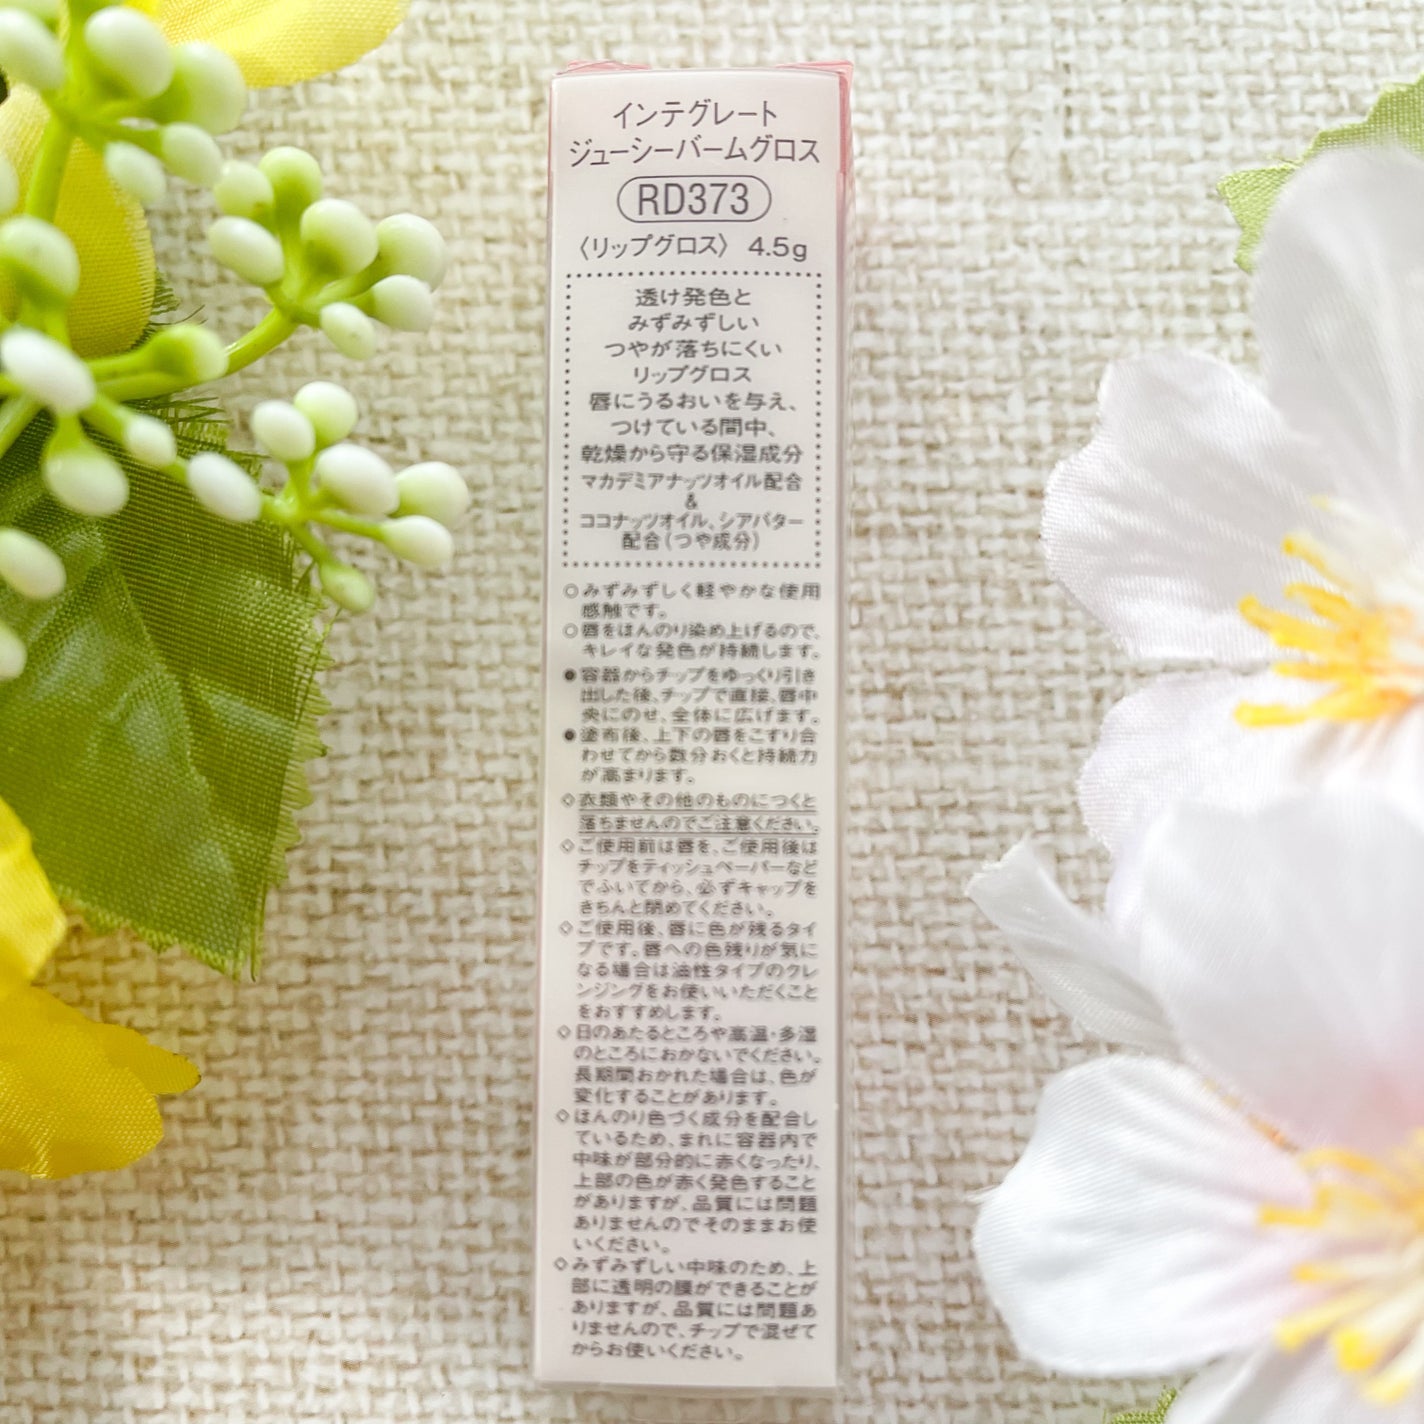 インテグレート
ジューシーバームグロス
RD373
〈リップグロス〉 4.5g
透け発色と
みずみずしい
つやが落ちにくい
リップグロス
唇にうるおいを与え、
つけている間中、
乾燥から守る保湿成分
マカデミアナッツオイル配合
&
ココナッツオイル、シアバター
配合(つや成分)
○みずみずしく軽やかな使用
感触です。
○唇をほんのり染め上げるので、
キレイな発色が持続します。
●容器からチップをゆっくり引き
出した後、チップで直接、唇中
央にのせ、全体に広げます。
●塗布後、上下の唇をこすり合
わせてから数分おくと持続力
が高まります。
◇衣類やその他のものにつくと
落ちませんのでご注意ください。
◇ご使用前は唇を、ご使用後は
チップをティッシュペーパーなど
でふいてから、必ずキャップを
きちんと閉めてください。
◇ご使用後、唇に色が残るタイ
プです。唇への色残りが気に
なる場合は油性タイプのクレ
ンジングをお使いいただくこと
をおすすめします。
◇日のあたるところや高温・多湿
のところにおかないでください。
長期間おかれた場合は、色が
変化することがあります。
◇ほんのり色づく成分を配合し
ているため、まれに容器内で
中味が部分的に赤くなったり、
上部の色が赤く発色すること
がありますが、品質には問題
ありませんのでそのままお使
いください。
◇みずみずしい中味のため、上
部に透明の膜ができることが
ありますが、品質には問題あ
りませんので、チップで混ぜて
からお使いください。